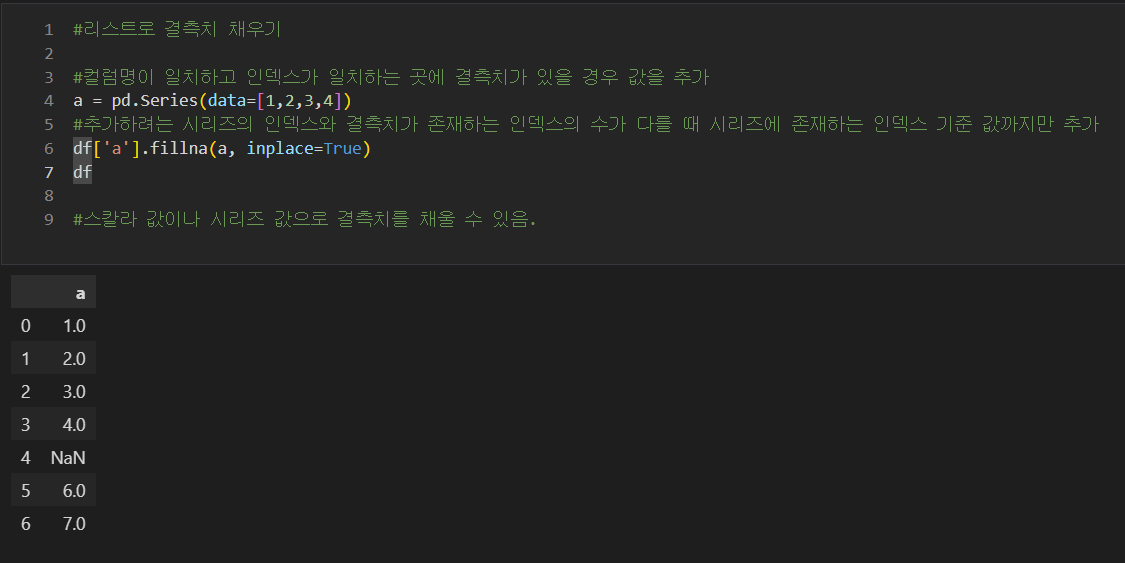 1 #리스트로 결측치 채우기
2
3 #컬럼명이 일치하고 인덱스가 일치하는 곳에 결측치가 있을 경우 값을 추가
4 a = pd.Series(data=[1,2,3,4])
5 #추가하려는 시리즈의 인덱스와 결측치가 존재하는 인덱스의 수가 다를 때 시리즈에 존재하는 인덱스 기준 값까지만 추가
6 df['a'].fillna(a, inplace=True)
7 df
8
9 #스칼라 값이나 시리즈 값으로 결측치를 채울 수 있음.
a
0 1.0
1 2.0
2 3.0
3 4.0
4 NaN
5 6.0
6 7.0